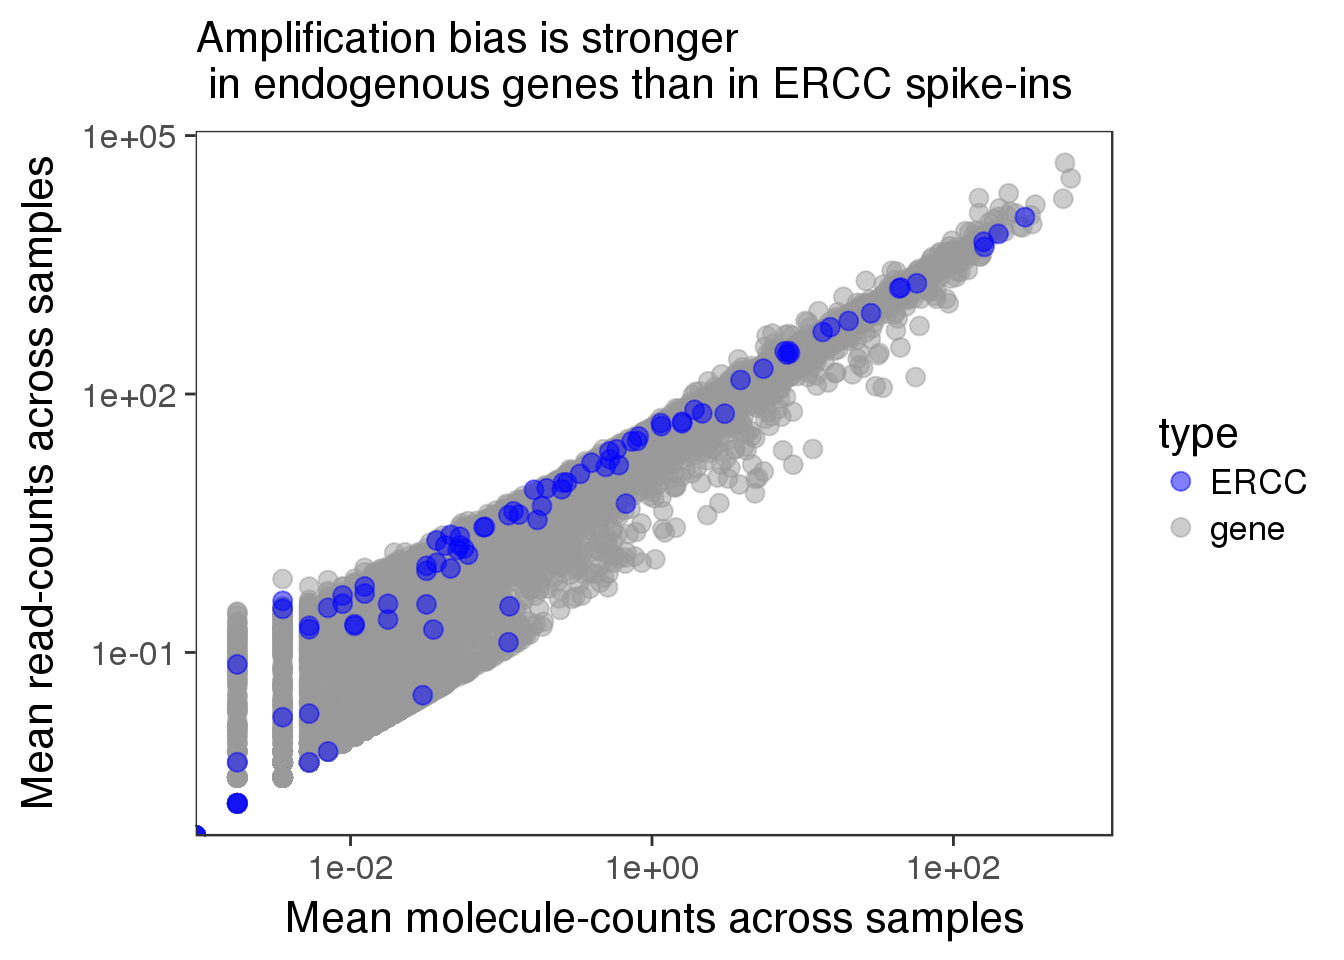 Amplification bias is stronger
in endogenous genes than in ERCC spike-ins
1e+05
1e+02
1e-01
Mean read-counts across samples
1e-02
1e+00
1e+02
Mean molecule-counts across samples
type
ERCC
gene